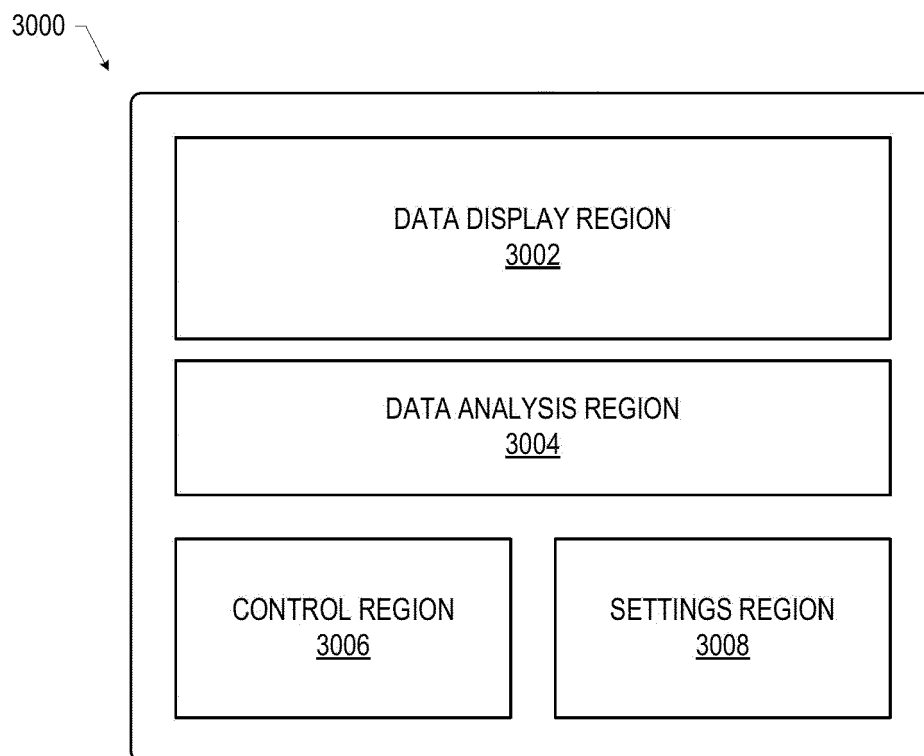 3000
DATA DISPLAY REGION
3002
DATA ANALYSIS REGION
3004
CONTROL REGION
3006
SETTINGS REGION
3008